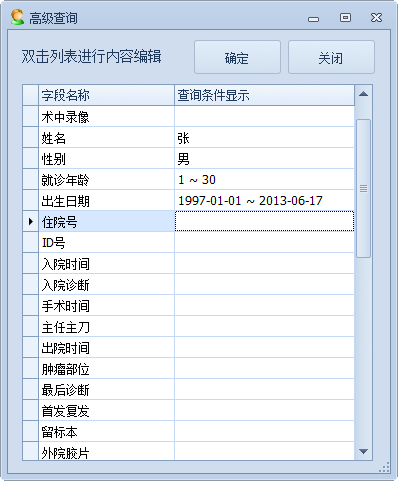 高级查询
双击列表进行内容编辑 确定 关闭
字段名称 查询条件显示
术中录像
姓名 张
性别 男
就诊年龄 1 ~ 30
出生日期 1997-01-01 ~ 2013-06-17
住院号
ID号
入院时间
入院诊断
手术时间
主任主刀
出院时间
肿瘤部位
最后诊断
首发复发
留标本
外院胶片